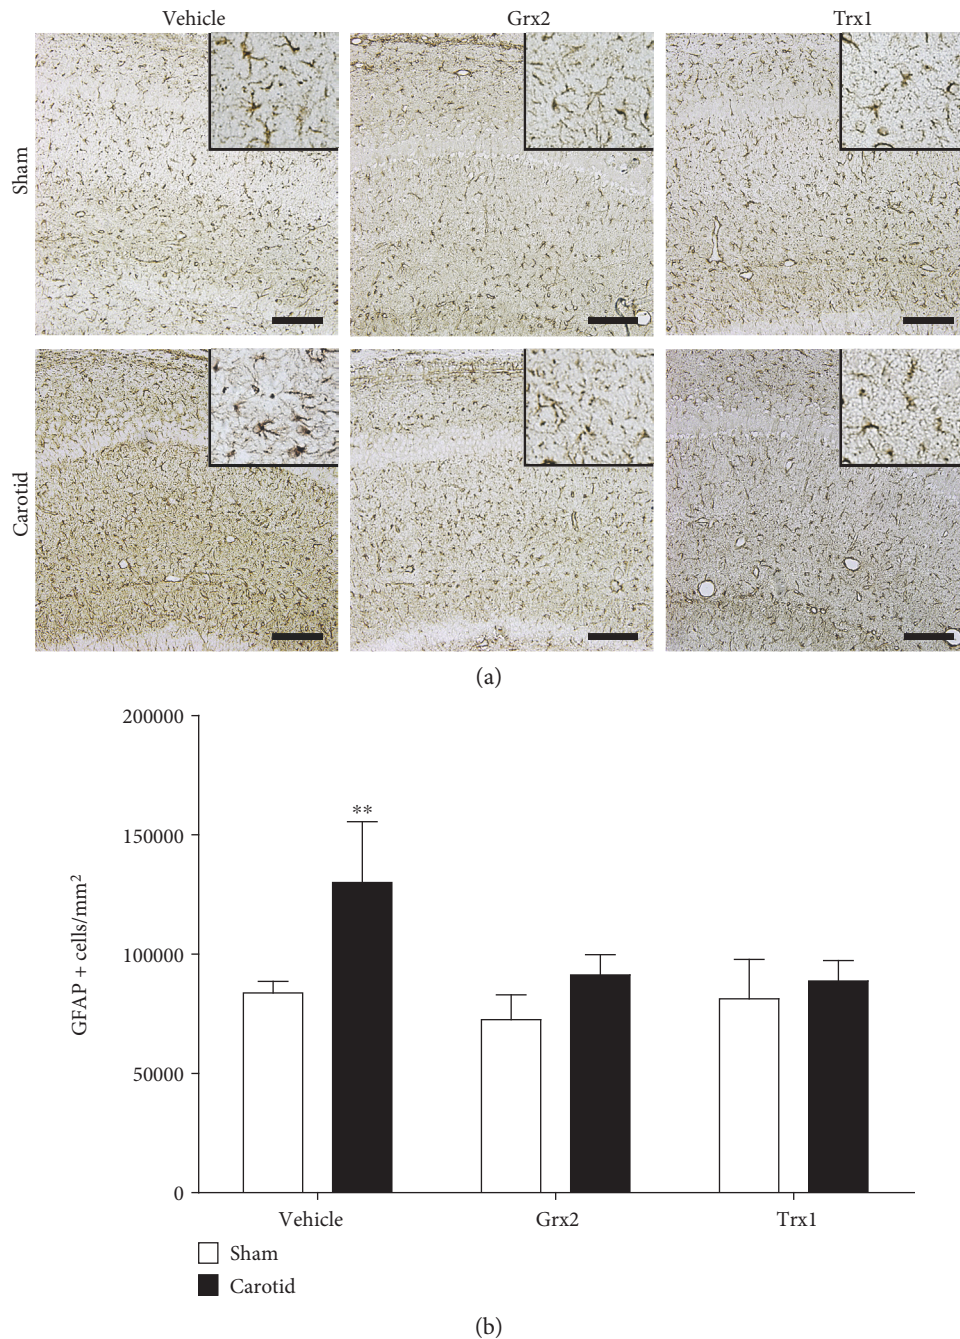 Vehicle Grx2 Trx1
Sham
Carotid
(a)
200000
150000
100000
50000
0
GFAP + cells/mm²
**
Vehicle Grx2 Trx1
Sham
Carotid
(b)